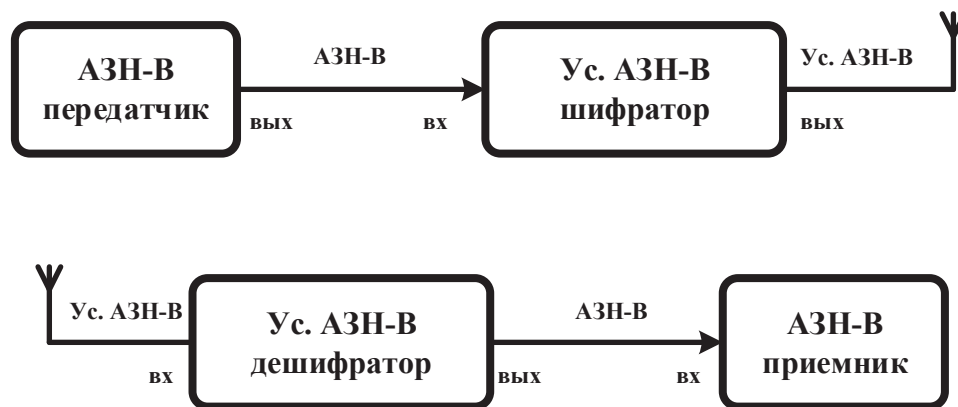 АЗН-В
передатчик
АЗН-В
вых
вх
Ус. АЗН-В
шифратор
Ус. АЗН-В
вых
Ус. АЗН-В
вх
Ус. АЗН-В
дешифратор
АЗН-В
вых
вх
АЗН-В
приемник